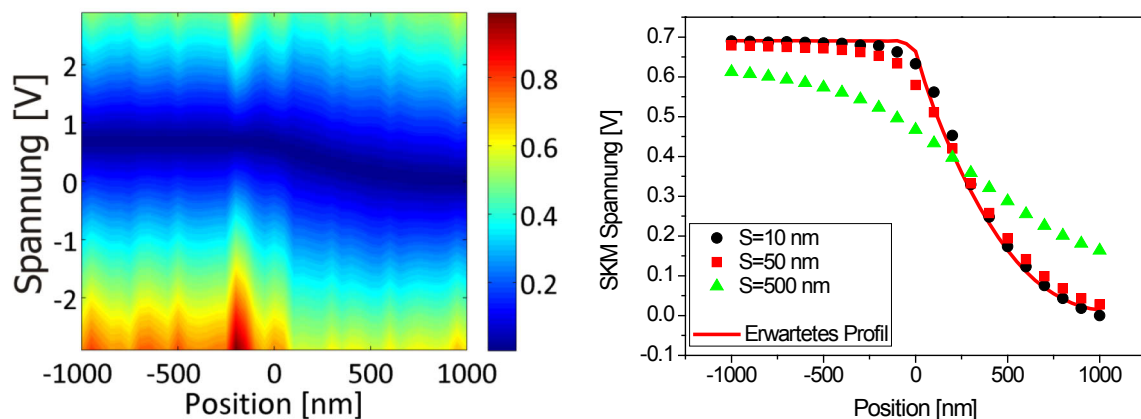 Spannung [V]
2
1
0
-1
-2
-1000 -500 0 500 1000
Position [nm]
0.8
0.6
0.4
0.2
SKM Spannung [V]
0.7
0.6
0.5
0.4
0.3
0.2
0.1
0.0
-0.1
S=10 nm
S=50 nm
S=500 nm
Erwartetes Profil
-1000 -500 0 500 1000
Position [nm]